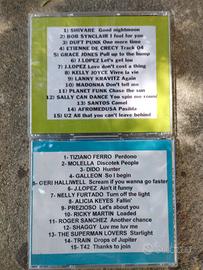 15) SHIVARE Good nightmoon
2) BOB SYNCLAIR I feel for you
3) DUFT PUNK One more time
4) ETIENNE DE CRECY Track 04
5) GRACE JONES Pull up to the bump
6) J.LOPEZ Let's get lou
7) J.LOPEZ Love don't cost a thing
8) KELLY JOYCE Vivre la vie
9) LANNY KRAVITZ Again
10) MADONNA Don't tell me
11) PLANET FUNK Chase the sun
12) SALLY CAN DANCE You spin me round
13) SANTOS Camel
14) AFROMEDUSA Pasilda
15) U2 All that you can't leave behind
1) TIZIANO FERRO Perdono
2) MOLELLA Discotek People
3) DIDO Hunter
4) GALLEON So I begin
5) GERI HALLIWELL Scream if you wanna go faster
6) J.LOPEZ Ain't it funny
7) NELLY FURTADO Turn off the light
8) ALICIA KEYES Fallin'
9) PREZIOSO Let's about you
10) RICKY MARTIN Loaded
11) ROGER SANCHEZ Another chance
12) SHAGGY Luv me luv me
13) THE SUPERMAN LOVERS Starlight
14) TRAIN Drops of Jupiter
15) T42 Thanks to join
subito.it